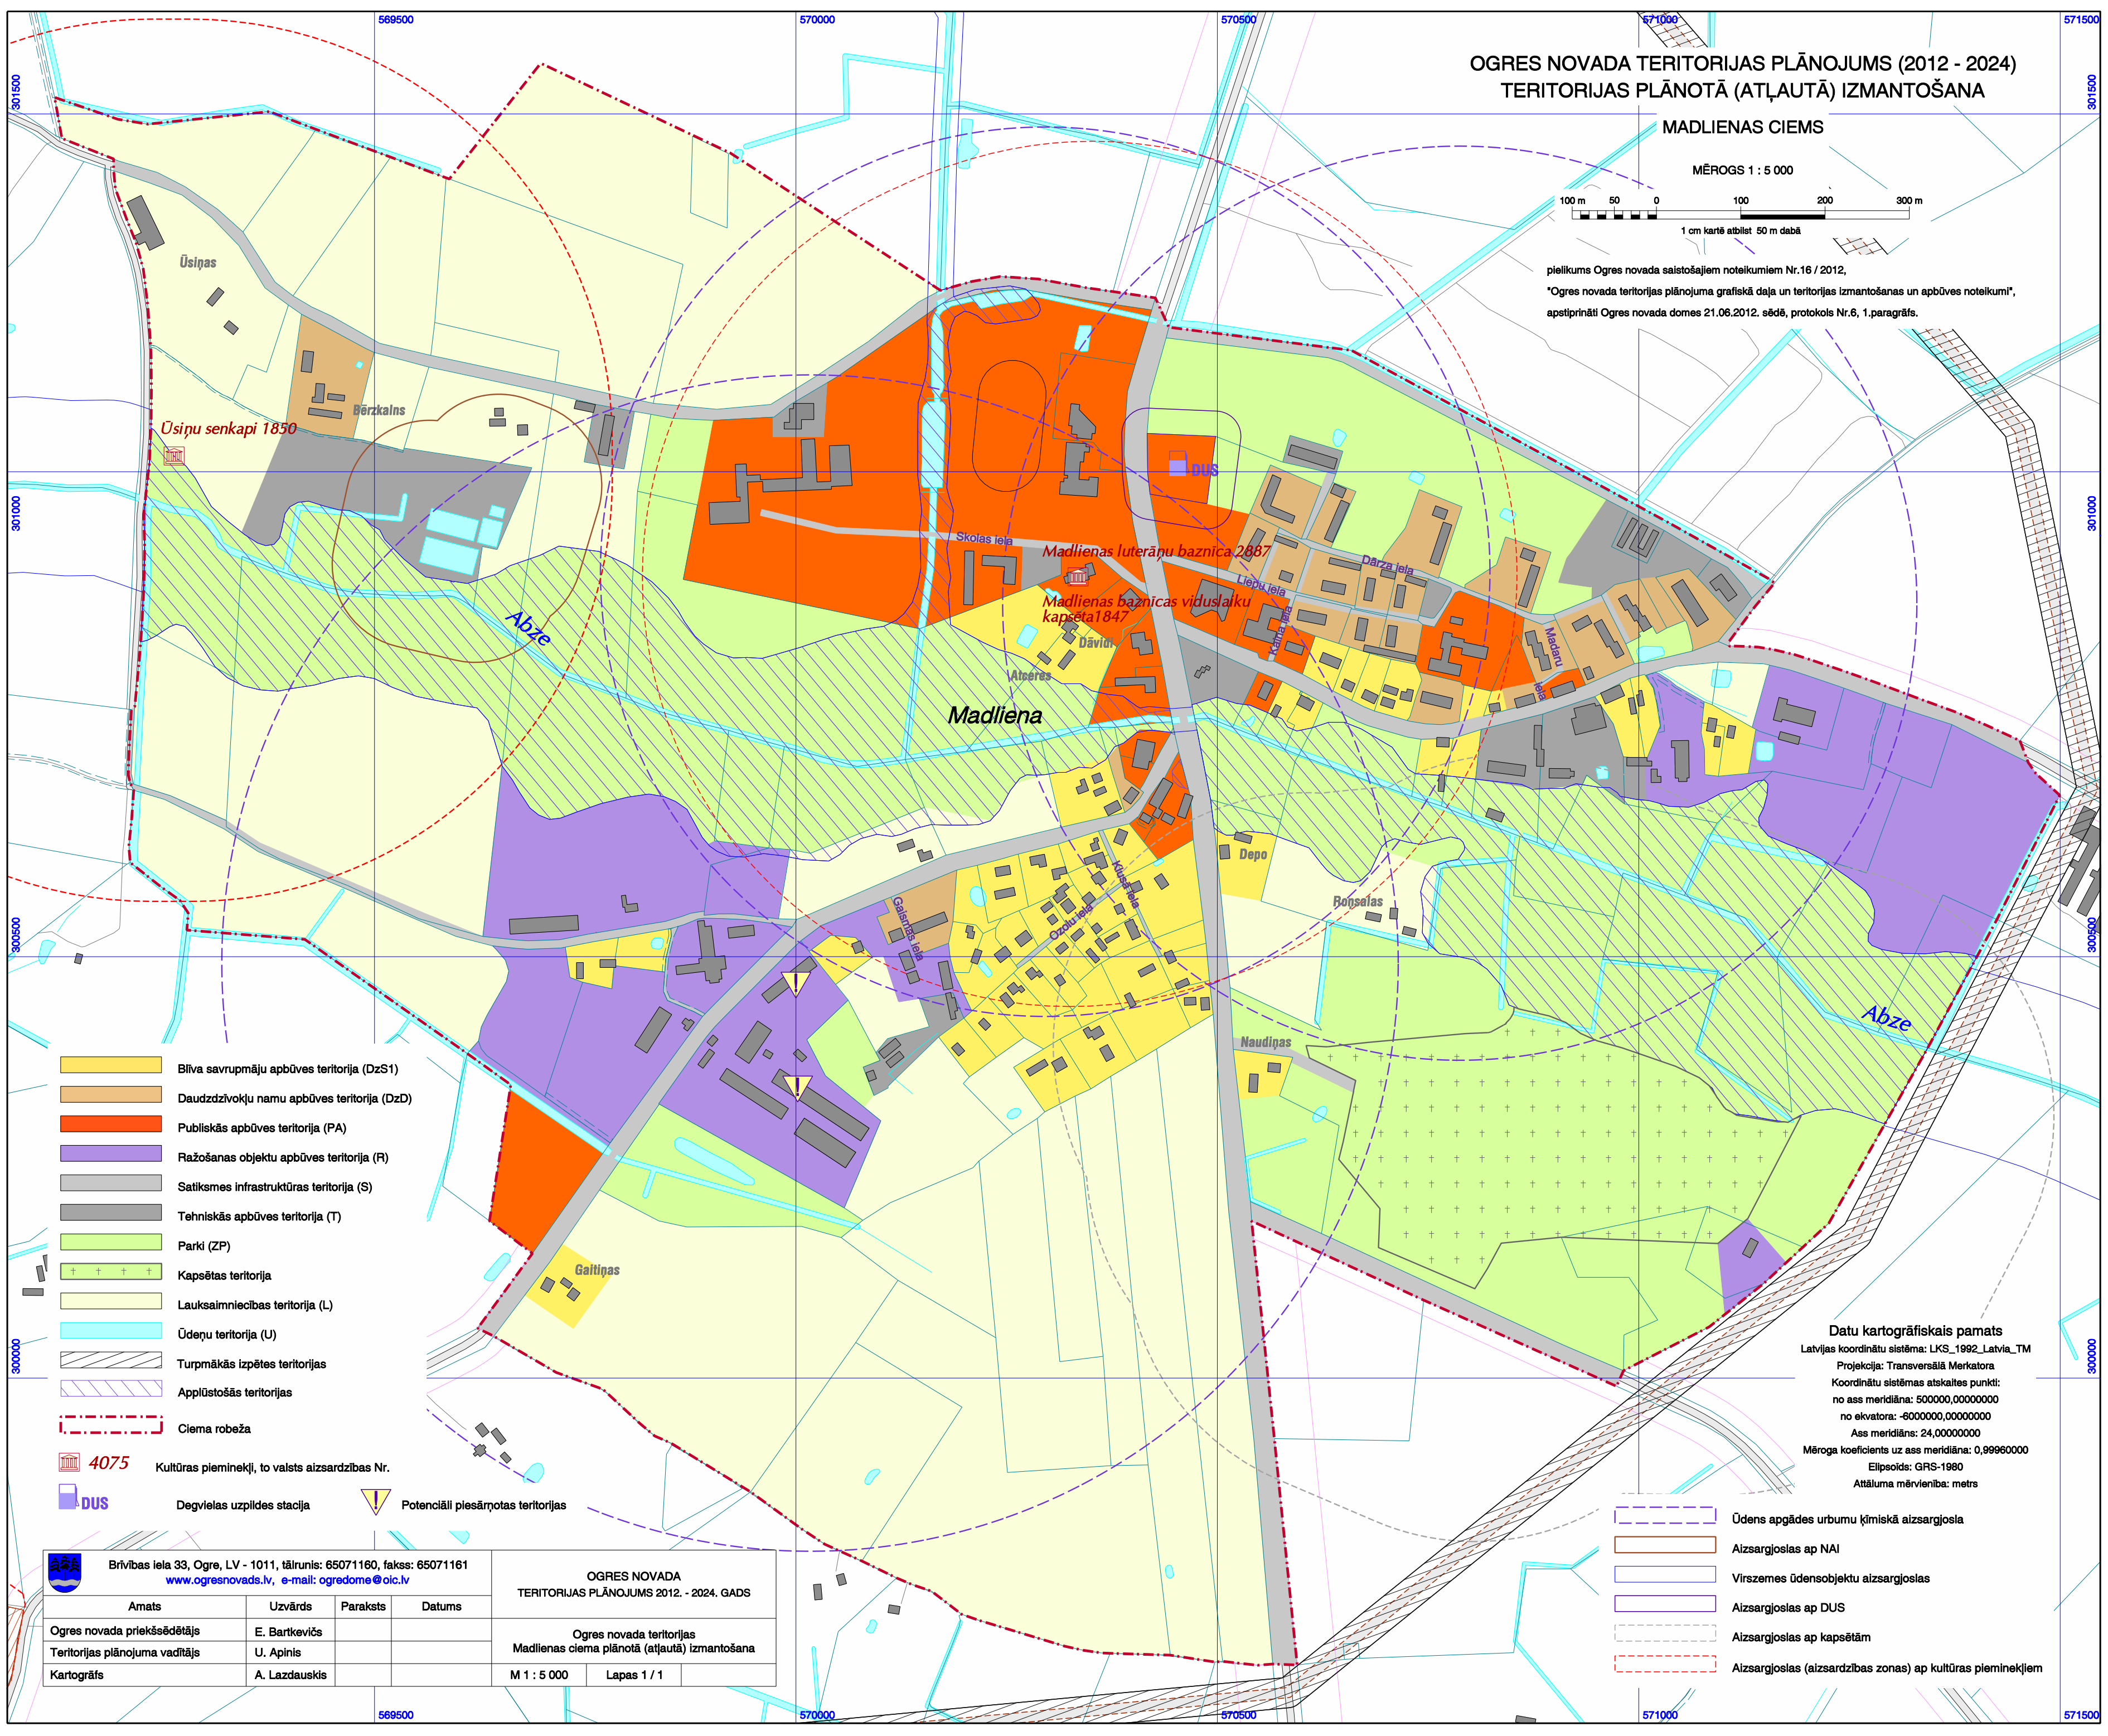 569500
570000
570500
571000
571500
301500
301500
OGRES NOVADA TERITORIJAS PLĀNOJUMS (2012 - 2024)
TERITORIJAS PLĀNOTĀ (ATĻAUTĀ) IZMANTOŠANA
MADLIENAS CIEMS
MĒROGS 1 : 5 000
100 m 50 0 100 200 300 m
1 cm kartē atbilst 50 m dabā
pielikums Ogres novada saistošajiem noteikumiem Nr.16 / 2012,
"Ogres novada teritorijas plānojuma grafiskā daļa un teritorijas izmantošanas un apbūves noteikumi",
apstiprināti Ogres novada domes 21.06.2012. sēdē, protokols Nr.6, 1.paragrāfs.
Ūsiņas
Bērzkalns
Ūsiņu senkapi 1850
DUS
301000
301000
Skolas iela
Madlienas luterāņu baznīca 2887
Dārza iela
Liepu iela
Madlienas baznīcas viduslaiku
kapsēta1847
Kalna iela
Abze
Dāvidi
Madaru
iela
Atceres
Madliena
Depo
Klusā iela
Ronsalas
Gaismas iela
Ozolu iela
300500
300500
Abze
Naudiņas
Gaitiņas
300000
300000
Blīva savrupmāju apbūves teritorija (DzS1)
Daudzdzīvokļu namu apbūves teritorija (DzD)
Publiskās apbūves teritorija (PA)
Ražošanas objektu apbūves teritorija (R)
Satiksmes infrastruktūras teritorija (S)
Tehniskās apbūves teritorija (T)
Parki (ZP)
Kapsētas teritorija
Lauksaimniecības teritorija (L)
Ūdeņu teritorija (U)
Turpmākās izpētes teritorijas
Applūstošās teritorijas
Ciema robeža
4075 Kultūras pieminekļi, to valsts aizsardzības Nr.
DUS Degvielas uzpildes stacija
! Potenciāli piesārņotas teritorijas
Datu kartogrāfiskais pamats
Latvijas koordinātu sistēma: LKS_1992_Latvia_TM
Projekcija: Transversālā Merkatora
Koordinātu sistēmas atskaites punkti:
no ass meridiāna: 500000,00000000
no ekvatora: -6000000,00000000
Ass meridiāns: 24,00000000
Mēroga koeficients uz ass meridiāna: 0,99960000
Elipsoīds: GRS-1980
Attāluma mērvienība: metrs
Ūdens apgādes urbumu ķīmiskā aizsargjosla
Aizsargjoslas ap NAI
Virszemes ūdensobjektu aizsargjoslas
Aizsargjoslas ap DUS
Aizsargjoslas ap kapsētām
Aizsargjoslas (aizsardzības zonas) ap kultūras pieminekļiem
Brīvības iela 33, Ogre, LV - 1011, tālrunis: 65071160, fakss: 65071161
www.ogresnovads.lv, e-mail: ogredome@oic.lv
OGRES NOVADA
TERITORIJAS PLĀNOJUMS 2012. - 2024. GADS
Amats Uzvārds Paraksts Datums
Ogres novada priekšsēdētājs E. Bartkevičs
Teritorijas plānojuma vadītājs U. Apinis
Kartogrāfs A. Lazdauskis
Ogres novada teritorijas
Madlienas ciema plānotā (atļautā) izmantošana
M 1 : 5 000 Lapas 1 / 1
569500
570000
570500
571000
571500